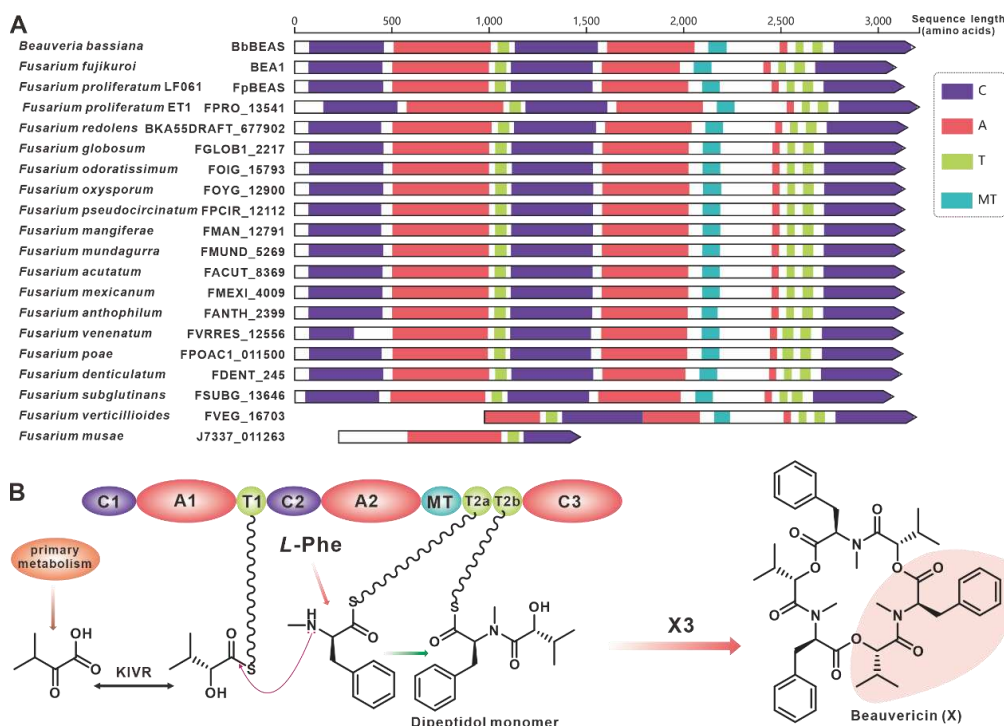 A
0 500 1,000 1,500 2,000 2,500 3,000 Sequence length
(amino acids)
Beauveria bassiana BbBEAS
Fusarium fujikuroi BEA1
Fusarium proliferatum LF061 FpBEAS
Fusarium proliferatum ET1 FPRO_13541
Fusarium redolens BKA55DRAFT_677902
Fusarium globosum FGLOB1_2217
Fusarium odoratissimum FOIG_15793
Fusarium oxysporum FOYG_12900
Fusarium pseudocircinatum FPCIR_12112
Fusarium mangiferae FMAN_12791
Fusarium mundagurra FMUND_5269
Fusarium acutatum FACUT_8369
Fusarium mexicanum FMEXI_4009
Fusarium anthophilum FANTH_2399
Fusarium venenatum FVRRES_12556
Fusarium poae FPOAC1_011500
Fusarium denticulatum FDENT_245
Fusarium subglutinans FSUBG_13646
Fusarium verticillioides FVEG_16703
Fusarium musae J7337_011263
C
A
T
MT
B
C1 A1 T1 C2 A2 MT T2a T2b C3
L-Phe
primary
metabolism
KIVR
OH
O
O
O
S
OH
H
N
S
O
O
S
N
OH
O
Dipeptidol monomer
X3
O
N
O
O
O
O
O
O
N
N
O
O
O
O
Beauvericin (X)